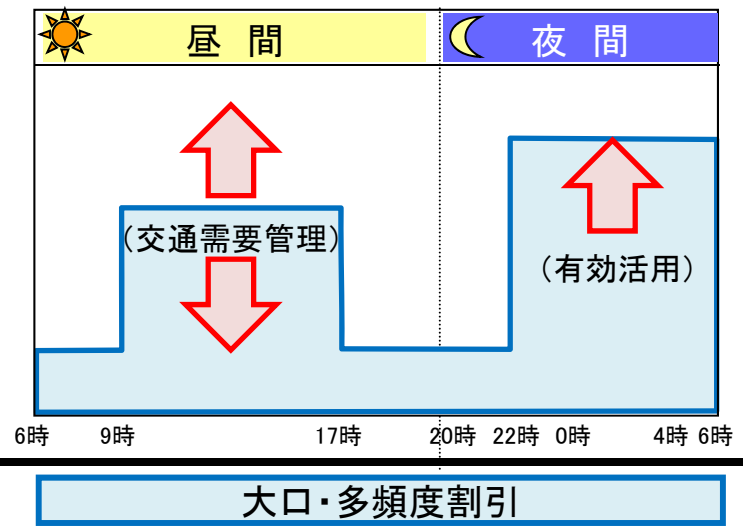 昼 間
夜 間
（交通需要管理）
（有効活用）
6時 9時 17時 20時 22時 0時 4時 6時
大口・多頻度割引